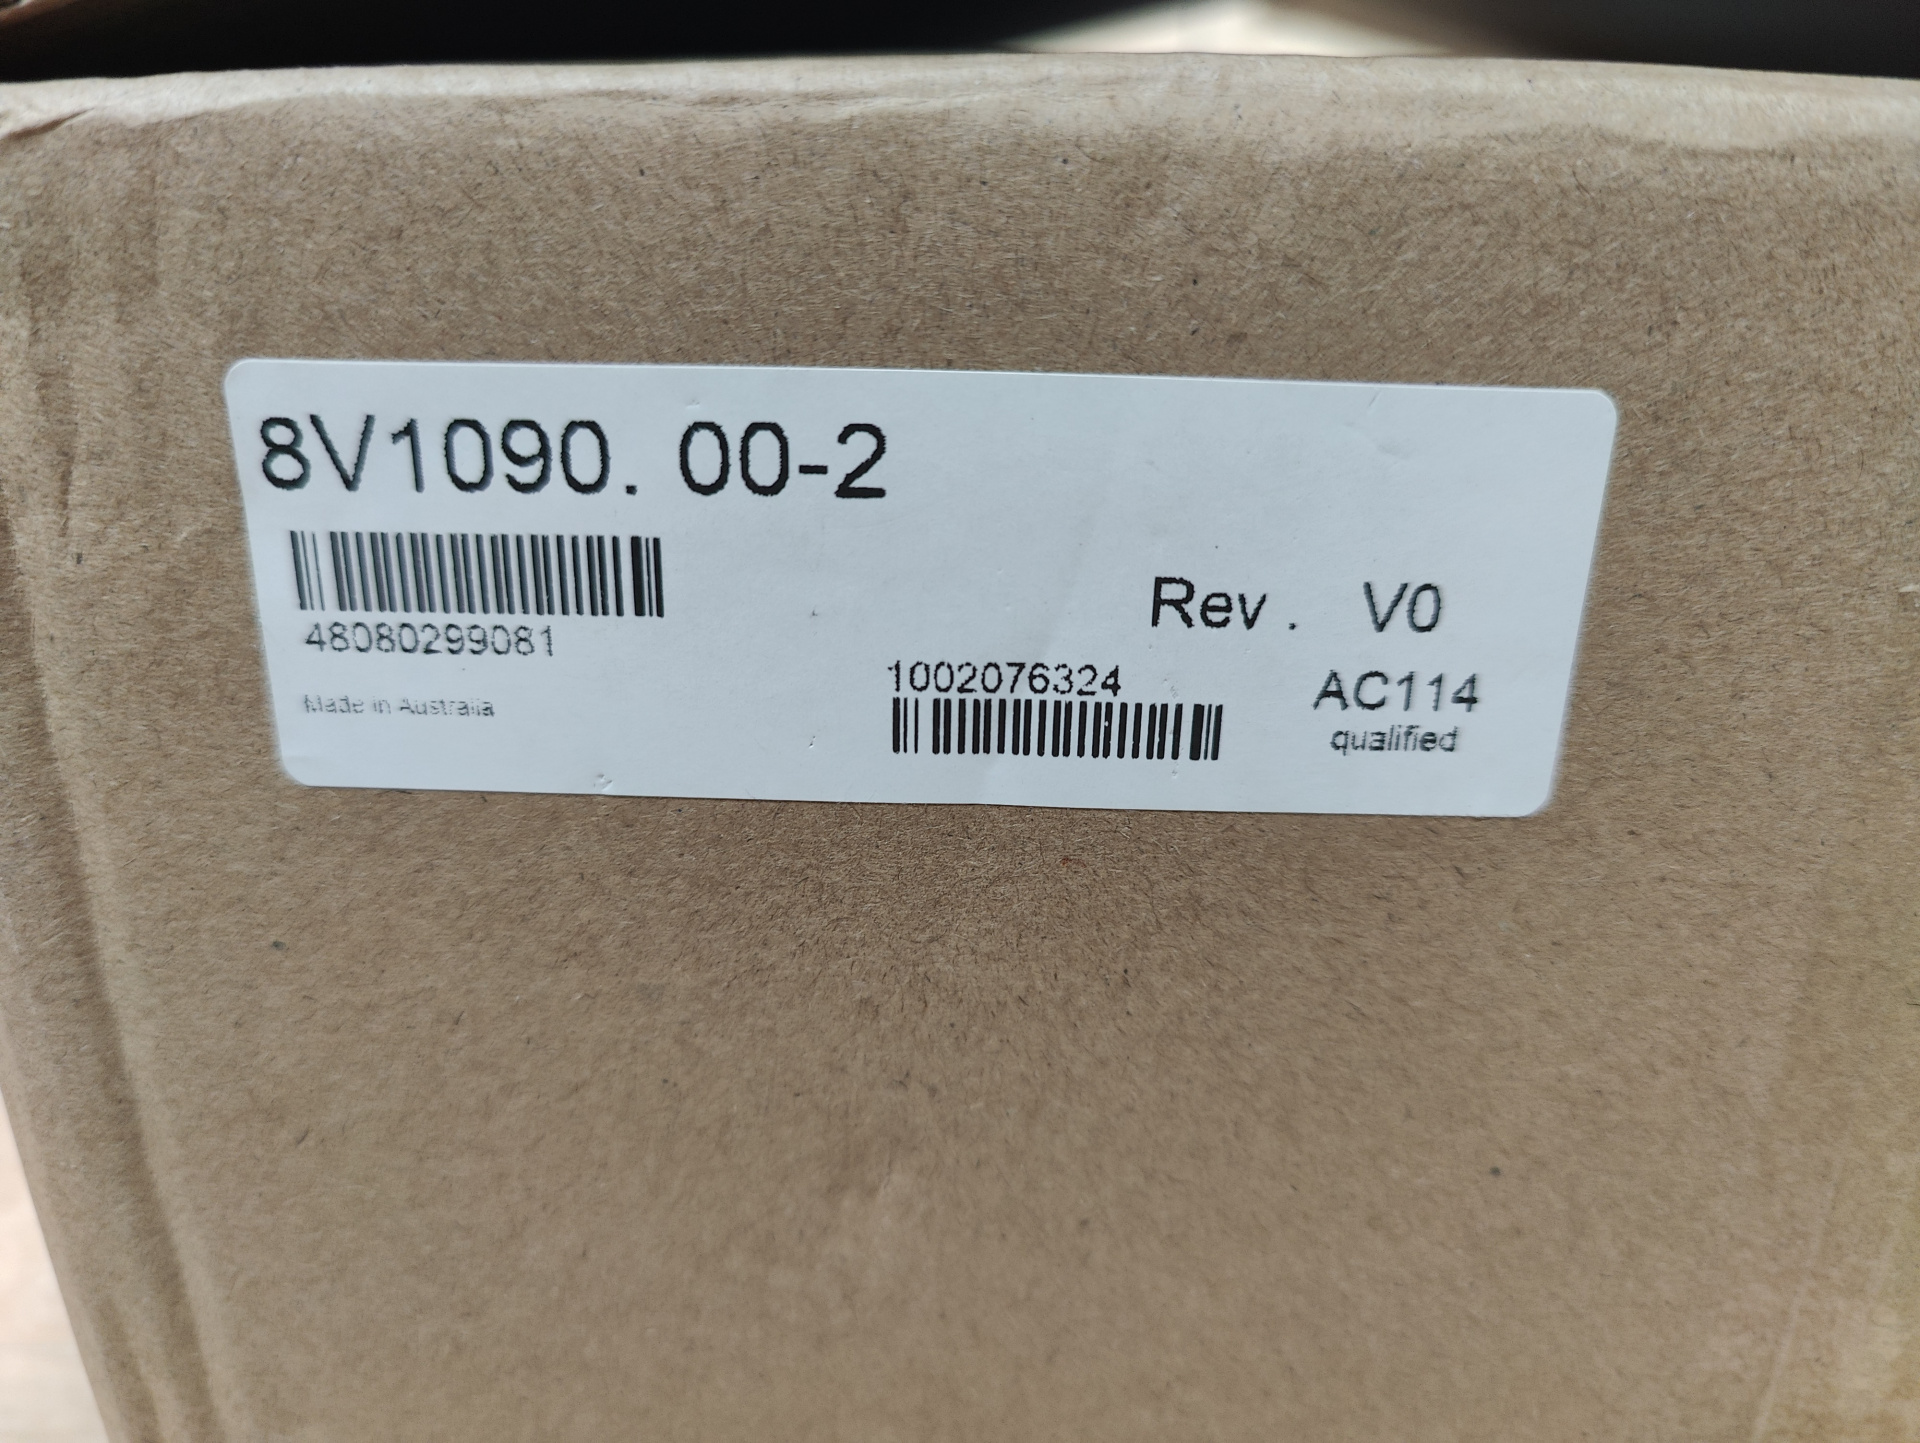 8V1090. 00-2
48080299081
Made in Australia
Rev. V0
1002076324
AC114
qualified